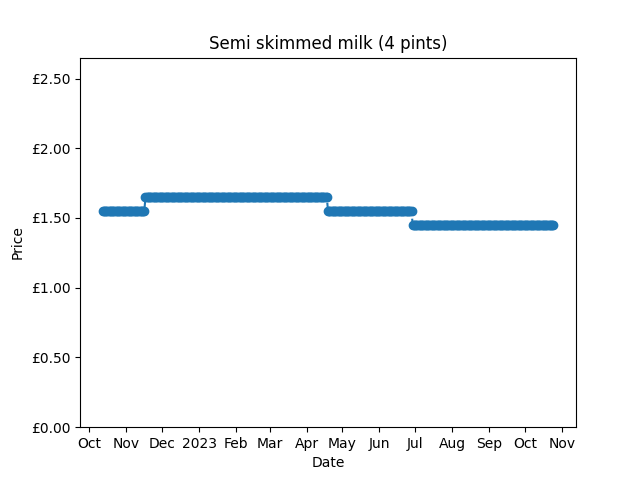 Semi skimmed milk (4 pints)
£2.50
£2.00
£1.50
£1.00
£0.50
£0.00
Price
Oct Nov Dec 2023 Feb Mar Apr May Jun Jul Aug Sep Oct Nov
Date